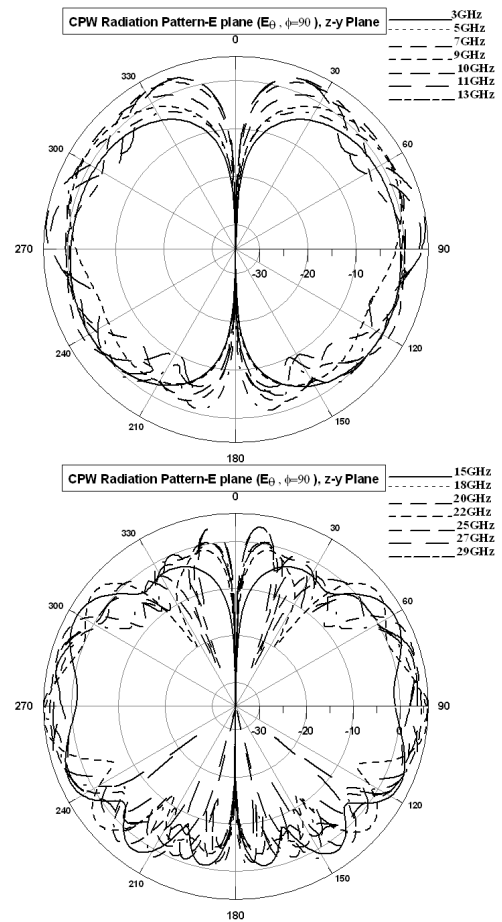 CPW Radiation Pattern-E plane (Eθ , ϕ=90 ), z-y Plane
3GHz
5GHz
7GHz
9GHz
10GHz
11GHz
13GHz
0
30
60
90
120
150
180
210
240
270
300
330
-30
-20
-10
CPW Radiation Pattern-E plane (Eθ , ϕ=90 ), z-y Plane
15GHz
18GHz
20GHz
22GHz
25GHz
27GHz
29GHz
0
30
60
90
120
150
180
210
240
270
300
330
-30
-20
-10
0